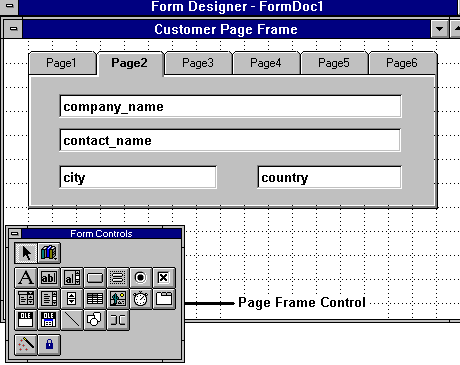 Form Designer - FormDoc1
Customer Page Frame
Page1 Page2 Page3 Page4 Page5 Page6
company_name
contact_name
city country
Form Controls
A ab| a|
OLE OLE
Page Frame Control